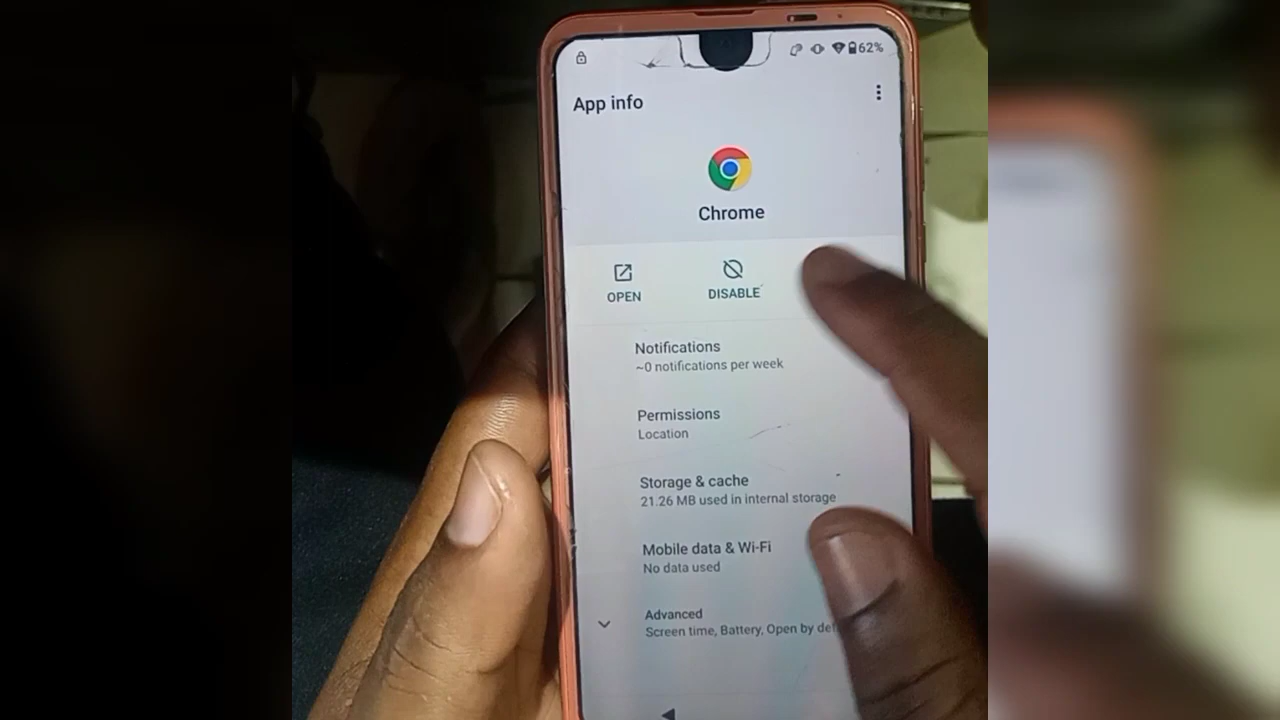 62%
App info
Chrome
OPEN
DISABLE
Notifications
~0 notifications per week
Permissions
Location
Storage & cache
21.26 MB used in internal storage
Mobile data & Wi-Fi
No data used
Advanced
Screen time, Battery, Open by